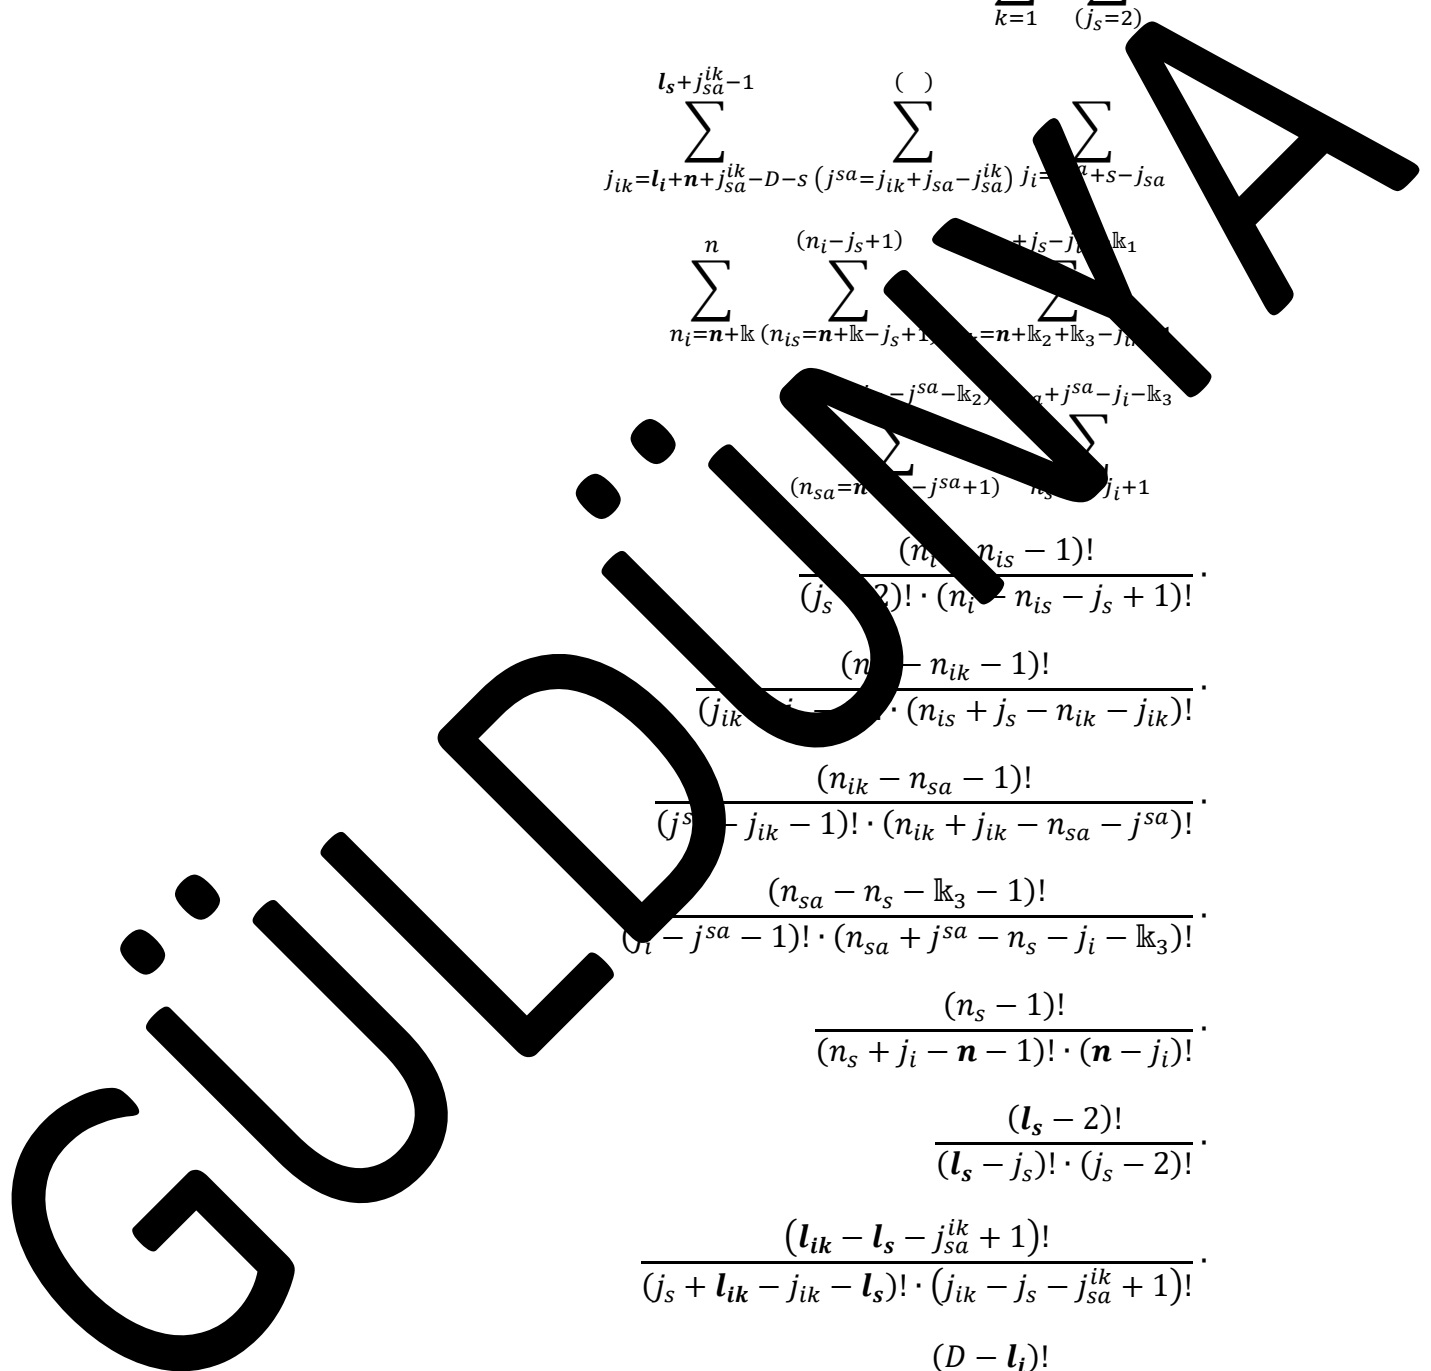 k=1 (j_s=2)
l_s+j_sa^ik−1 ( )
∑ ∑ ∑
j_ik=l_i+n+j_sa^ik−D−s (j^sa=j_ik+j_sa−j_sa^ik) +s−j_sa
n (n_i−j_s+1) 𝕜_1
∑ ∑ ∑
n_i=n+𝕜 (n_is=n+𝕜−j_s+1 =n+𝕜_2+𝕜_3−
−j^sa−𝕜_2 +j^sa−j_i−𝕜_3
∑ ∑
(n_sa=n −j^sa+1) j_i+1
(n_i n_is − 1)!
(j_s 2)! · (n_i − n_is − j_s + 1)! ·
(n − n_ik − 1)!
(j_ik · (n_is + j_s − n_ik − j_ik)! ·
(n_ik − n_sa − 1)!
(j^s − j_ik − 1)! · (n_ik + j_ik − n_sa − j^sa)! ·
(n_sa − n_s − 𝕜_3 − 1)!
(j_i − j^sa − 1)! · (n_sa + j^sa − n_s − j_i − 𝕜_3)! ·
(n_s − 1)!
(n_s + j_i − n − 1)! · (n − j_i)! ·
(l_s − 2)!
(l_s − j_s)! · (j_s − 2)! ·
(l_ik − l_s − j_sa^ik + 1)!
(j_s + l_ik − j_ik − l_s)! · (j_ik − j_s − j_sa^ik + 1)! ·
(D − l_i)!
GÜLDÜNYA